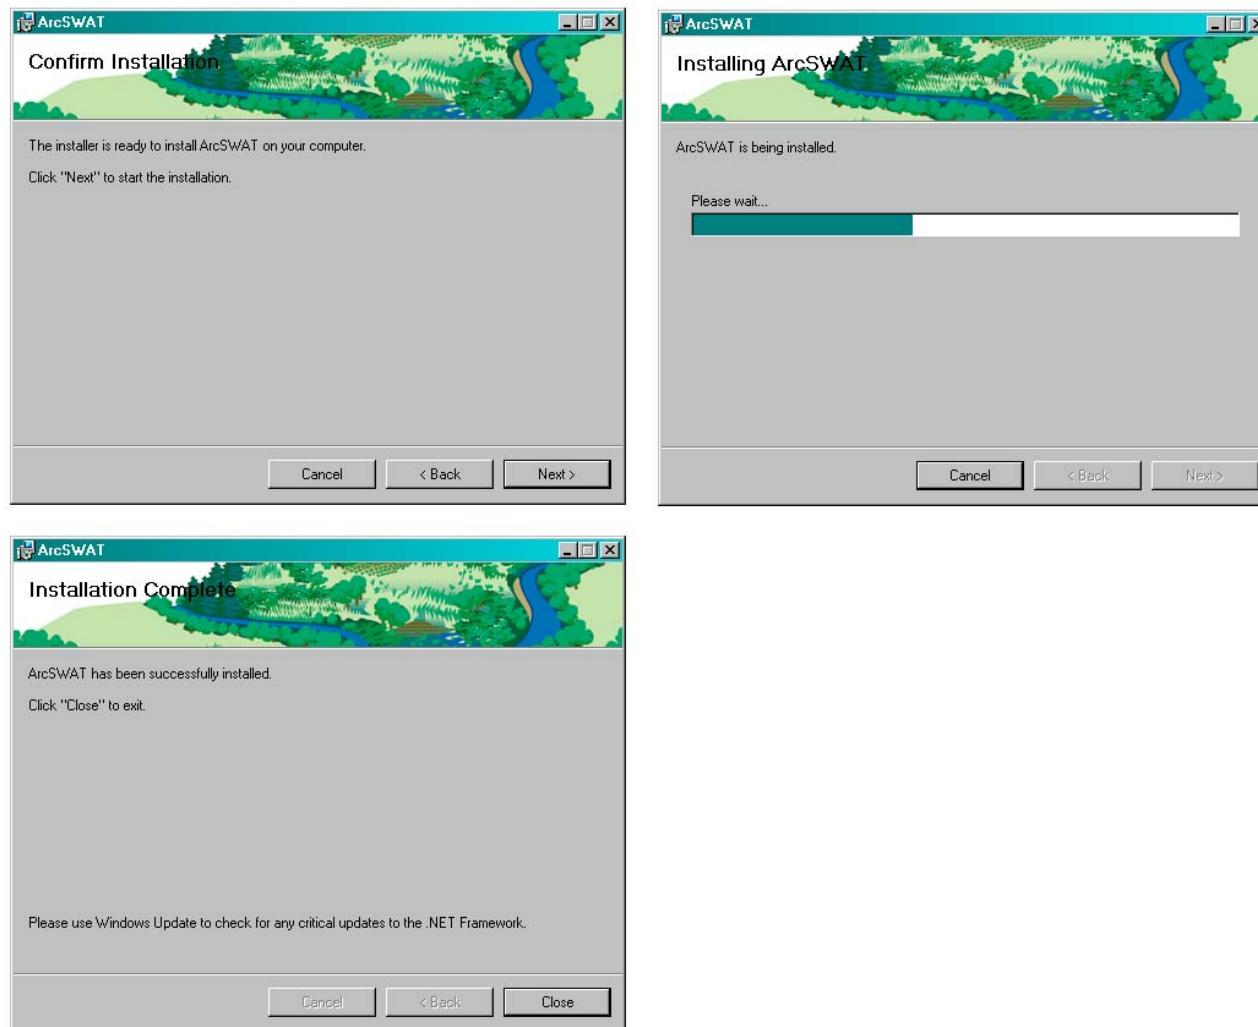 ArcSWAT
Confirm Installation
The installer is ready to install ArcSWAT on your computer.
Click "Next" to start the installation.
Cancel
< Back
Next >
ArcSWAT
Installing ArcSWAT
ArcSWAT is being installed.
Please wait...
Cancel
< Back
Next >
ArcSWAT
Installation Complete
ArcSWAT has been successfully installed.
Click "Close" to exit.
Please use Windows Update to check for any critical updates to the .NET Framework.
Cancel
< Back
Close